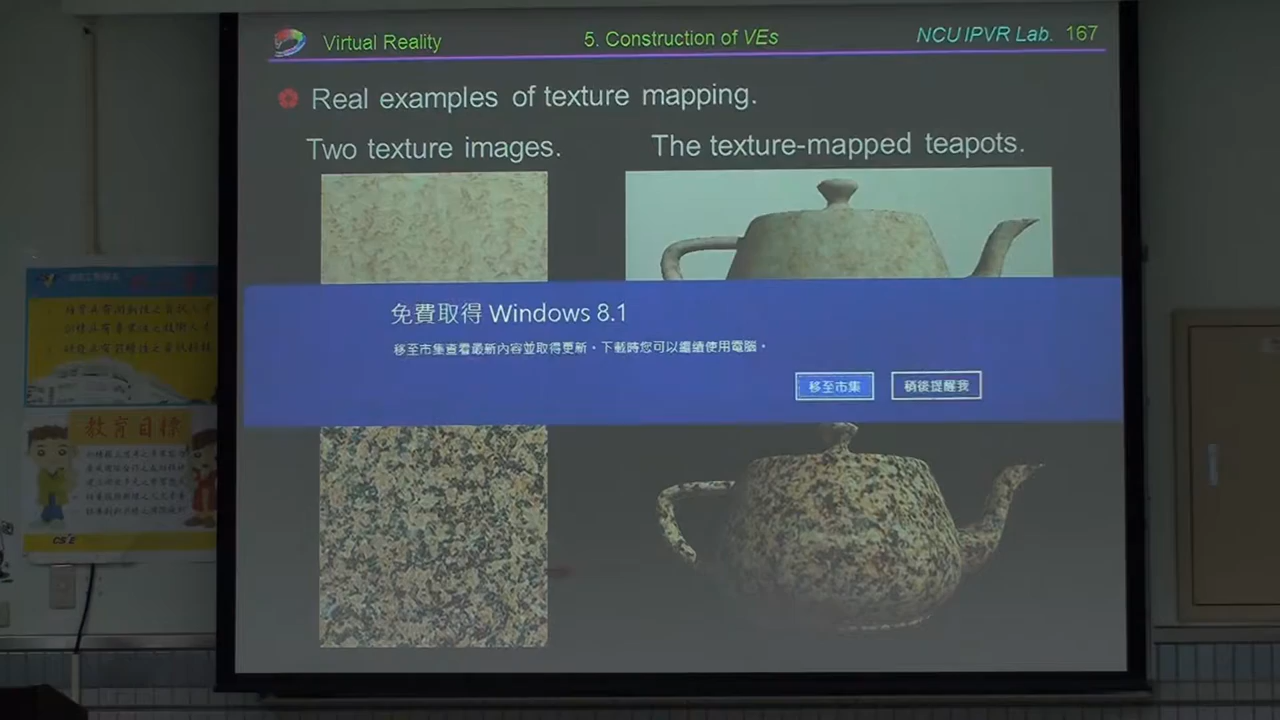 Virtual Reality
5. Construction of VEs
NCU IPVR Lab. 167
Real examples of texture mapping.
Two texture images.
The texture-mapped teapots.
免費取得 Windows 8.1
移至市集查看最新內容並取得更新。下載時您可以繼續使用電腦。
移至市集
稍後提醒我
教育目標
CSIE